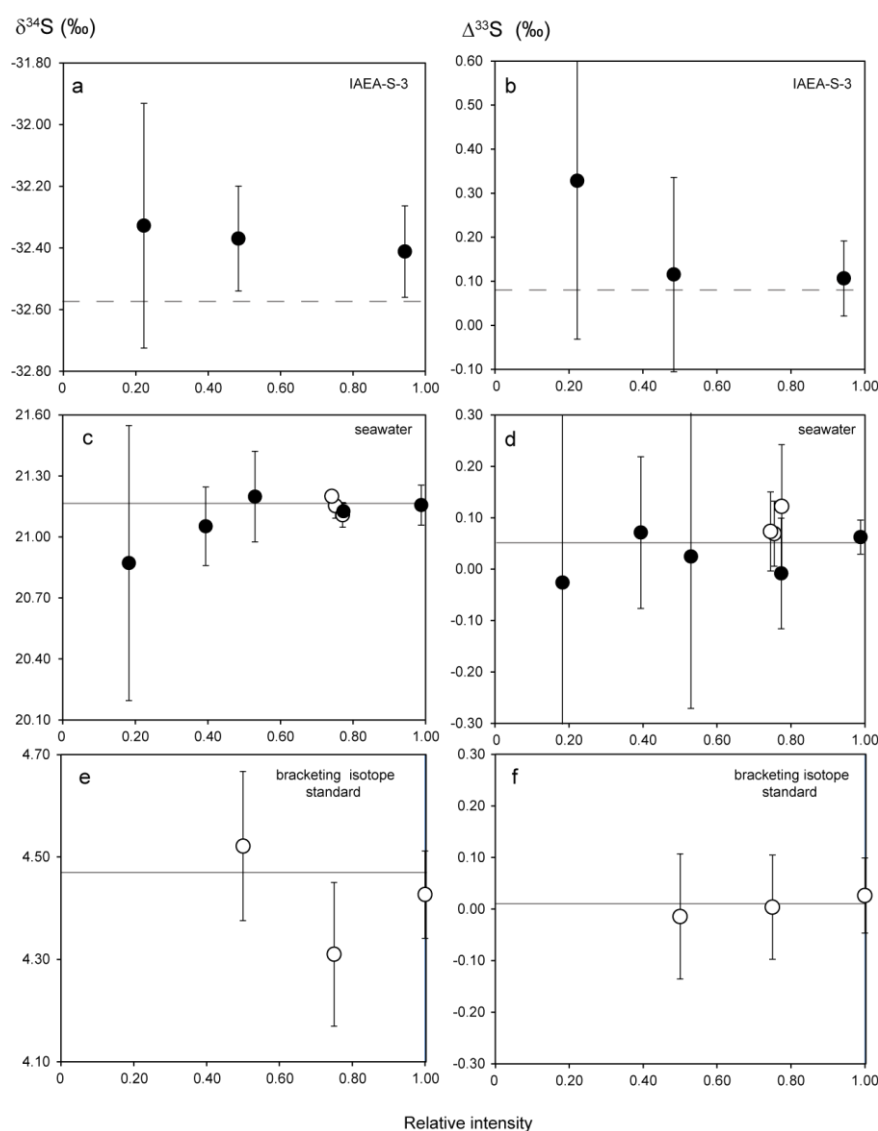 δ³⁴S (‰)
Δ³³S (‰)
-31.80
-32.00
-32.20
-32.40
-32.60
-32.80
a
IAEA-S-3
0 0.20 0.40 0.60 0.80 1.00
0.60
0.50
0.40
0.30
0.20
0.10
0.00
-0.10
b
IAEA-S-3
0 0.20 0.40 0.60 0.80 1.00
21.60
21.30
21.00
20.70
20.40
20.10
c
seawater
0 0.20 0.40 0.60 0.80 1.00
0.30
0.20
0.10
0.00
-0.10
-0.20
-0.30
d
seawater
0 0.20 0.40 0.60 0.80 1.00
4.70
4.50
4.30
4.10
e
bracketing isotope
standard
0 0.20 0.40 0.60 0.80 1.00
0.30
0.20
0.10
0.00
-0.10
-0.20
-0.30
f
bracketing isotope
standard
0 0.20 0.40 0.60 0.80 1.00
Relative intensity